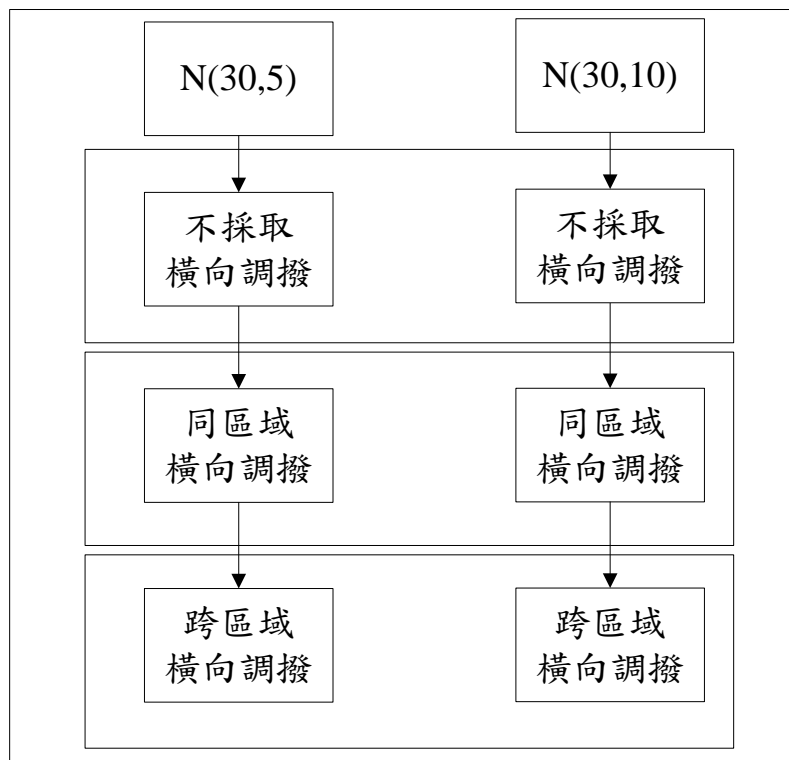 N(30,5)
N(30,10)
不採取
橫向調撥
不採取
橫向調撥
同區域
橫向調撥
同區域
橫向調撥
跨區域
橫向調撥
跨區域
橫向調撥